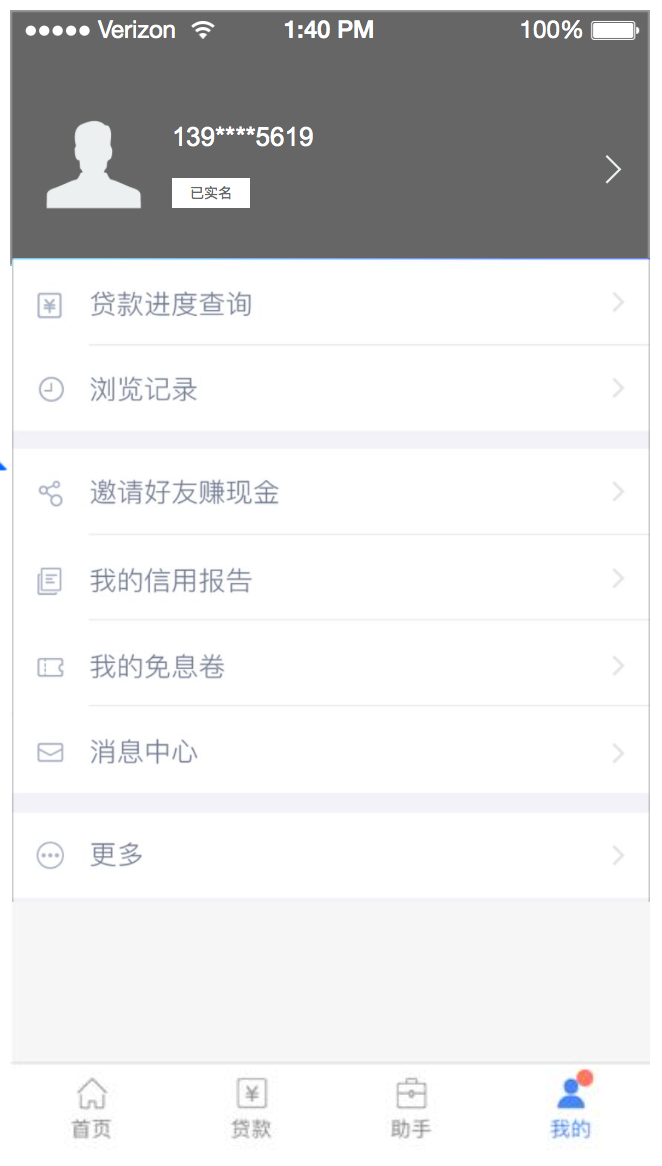 Verizon 1:40 PM 100%
139****5619
已实名
贷款进度查询
浏览记录
邀请好友赚现金
我的信用报告
我的免息卷
消息中心
更多
首页 贷款 助手 我的